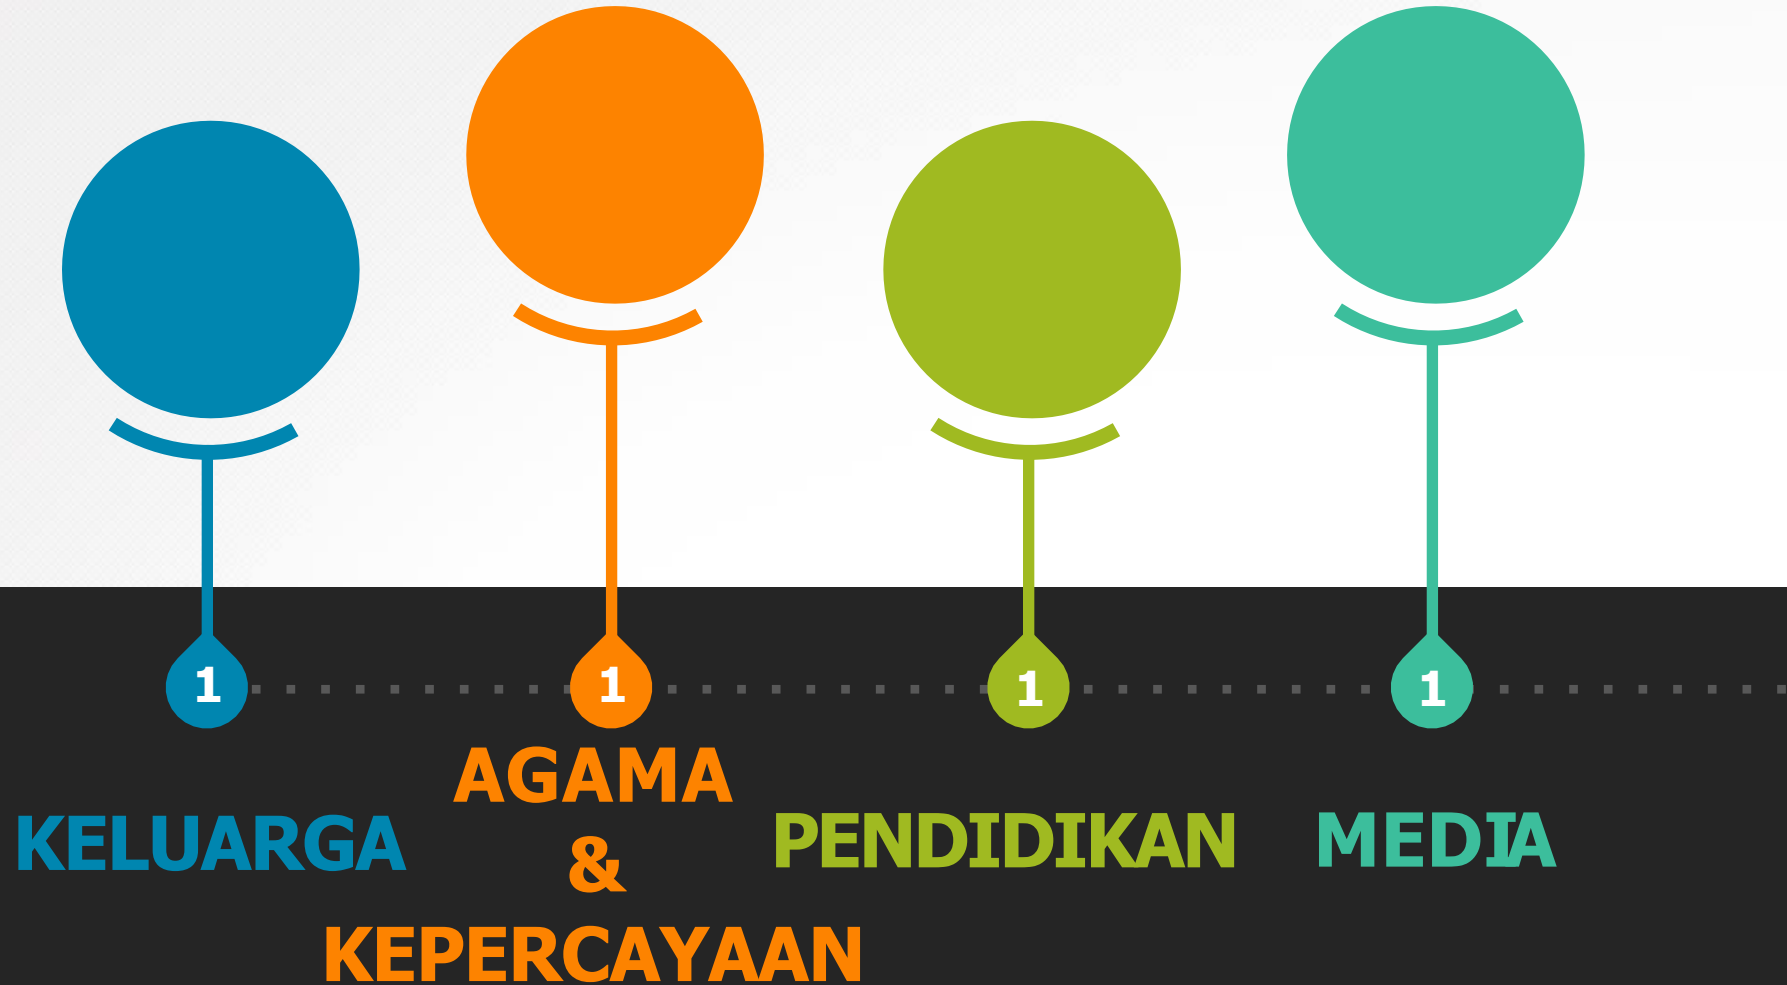 1
1
1
1
KELUARGA
AGAMA
&
KEPERCAYAAN
PENDIDIKAN
MEDIA